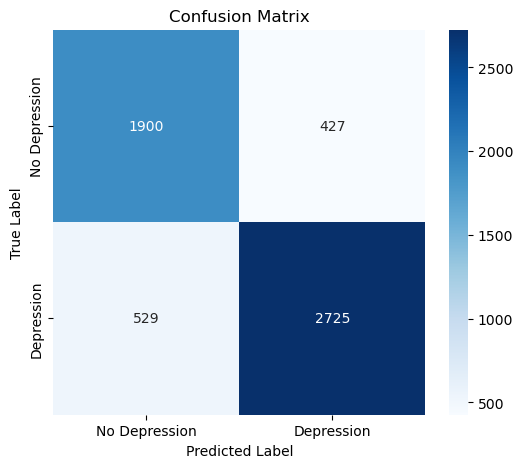 Confusion Matrix
True Label
No Depression
1900
427
Depression
529
2725
No Depression
Depression
Predicted Label
2500
2000
1500
1000
500